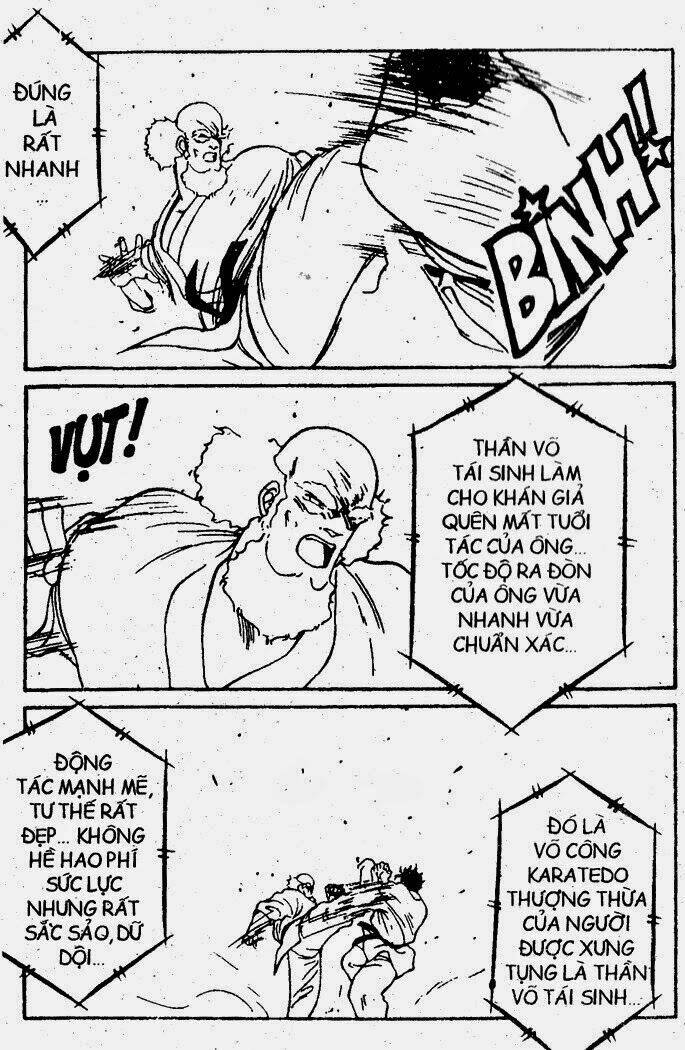 ĐÚNG
LÀ
RẤT
NHANH
...
BINH!
VỤT!
THẦN VÕ
TÁI SINH LÀM
CHO KHÁN GIẢ
QUÊN MẤT TUỔI
TÁC CỦA ÔNG...
TỐC ĐỘ RA ĐÒN
CỦA ÔNG VỪA
NHANH VỪA
CHUẨN XÁC...
ĐỘNG
TÁC MẠNH MẼ,
TƯ THẾ RẤT
ĐẸP... KHÔNG
HỀ HAO PHÍ
SỨC LỰC
NHƯNG RẤT
SẮC SẢO, DỮ
DỘI...
ĐÓ LÀ
VÕ CÔNG
KARATEDO
THƯỢNG THỪA
CỦA NGƯỜI
ĐƯỢC XƯNG
TỤNG LÀ THẦN
VÕ TÁI SINH...